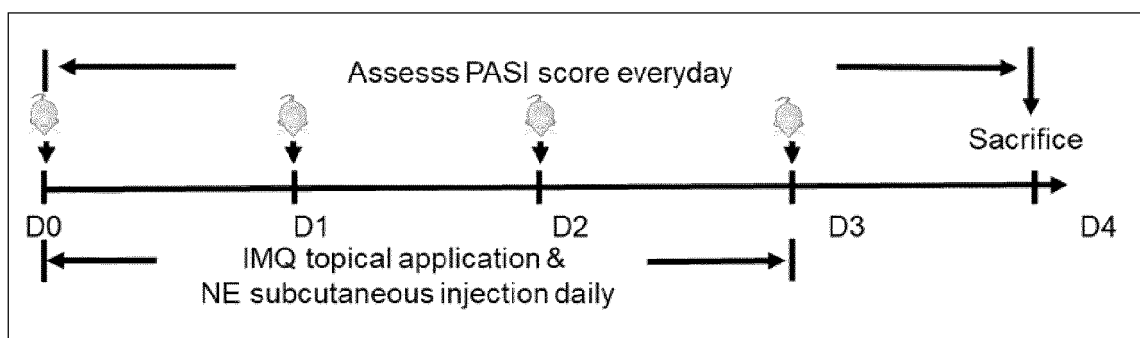 Assesss PASI score everyday
Sacrifice
D0 D1 D2 D3 D4
IMQ topical application &
NE subcutaneous injection daily